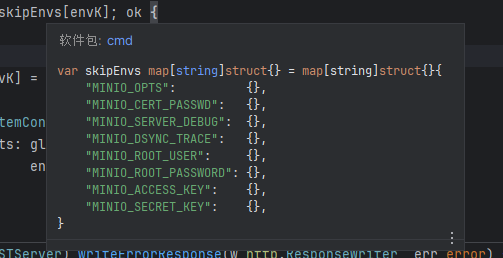 skipEnvs[envK]; ok {
软件包: cmd
vK] =
var skipEnvs map[string]struct{} = map[string]struct{}{
"MINIO_OPTS": {},
"MINIO_CERT_PASSWD": {},
temCon
"MINIO_SERVER_DEBUG": {},
ts: gl
"MINIO_DSYNC_TRACE": {},
en
"MINIO_ROOT_USER": {},
"MINIO_ROOT_PASSWORD": {},
"MINIO_ACCESS_KEY": {},
"MINIO_SECRET_KEY": {},
}
STServer) writeErrorResponse(w http.ResponseWriter, err error)